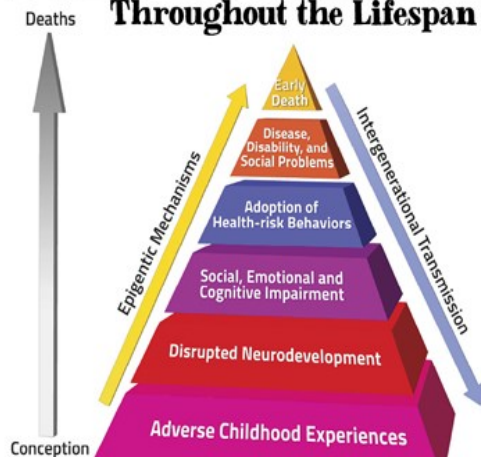 Throughout the Lifespan
Deaths
Early
Death
Disease,
Disability, and
Social Problems
Adoption of
Health-risk Behaviors
Social, Emotional and
Cognitive Impairment
Disrupted Neurodevelopment
Adverse Childhood Experiences
Epigentic Mechanisms
Intergenerational Transmission
Conception